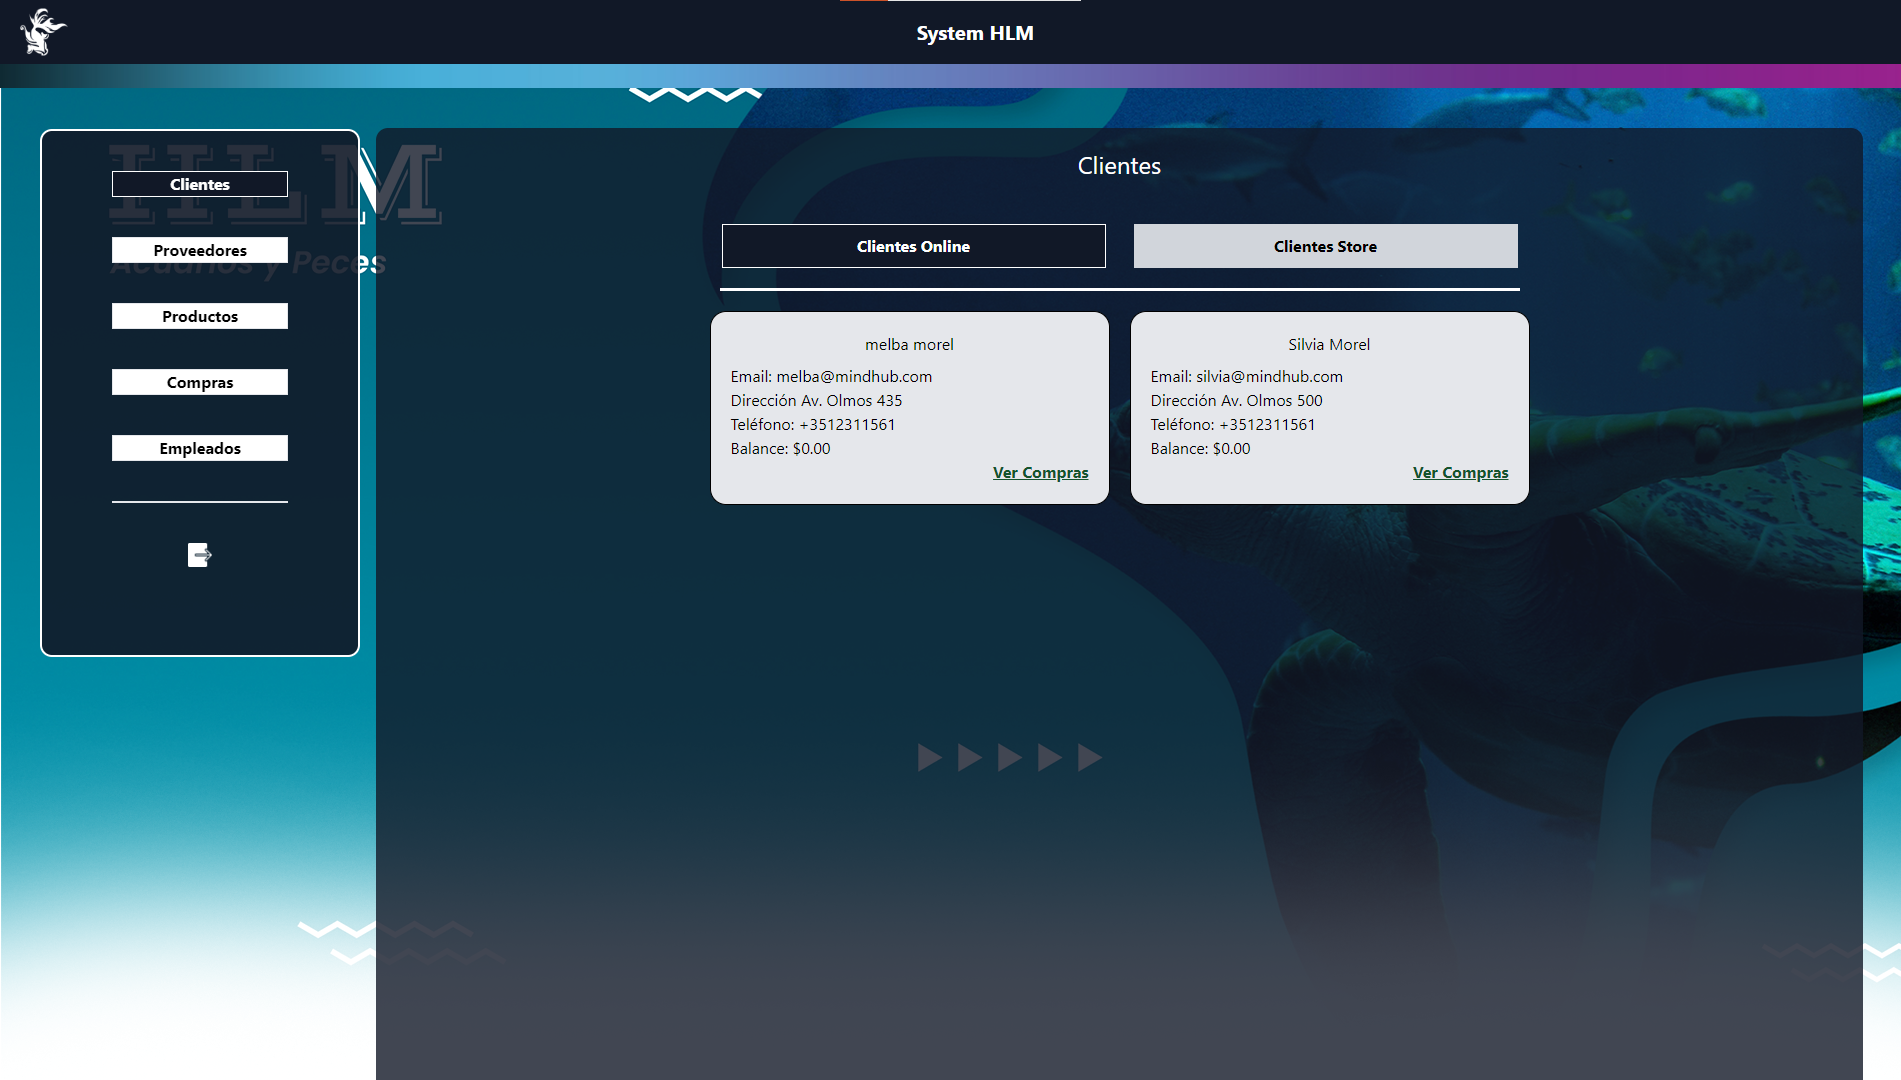 System HLM
HLM
Acuarios y Peces
Clientes
Proveedores
Productos
Compras
Empleados
Clientes
Clientes Online
Clientes Store
melba morel
Email: melba@mindhub.com
Dirección Av. Olmos 435
Teléfono: +3512311561
Balance: $0.00
Ver Compras
Silvia Morel
Email: silvia@mindhub.com
Dirección Av. Olmos 500
Teléfono: +3512311561
Balance: $0.00
Ver Compras